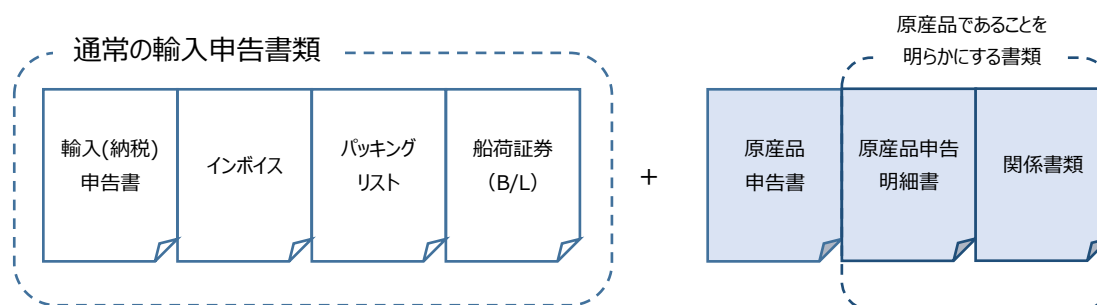 通常の輸入申告書類
輸入(納税)
申告書
インボイス
パッキング
リスト
船荷証券
（B/L）
+
原産品であることを
明らかにする書類
原産品
申告書
原産品申告
明細書
関係書類